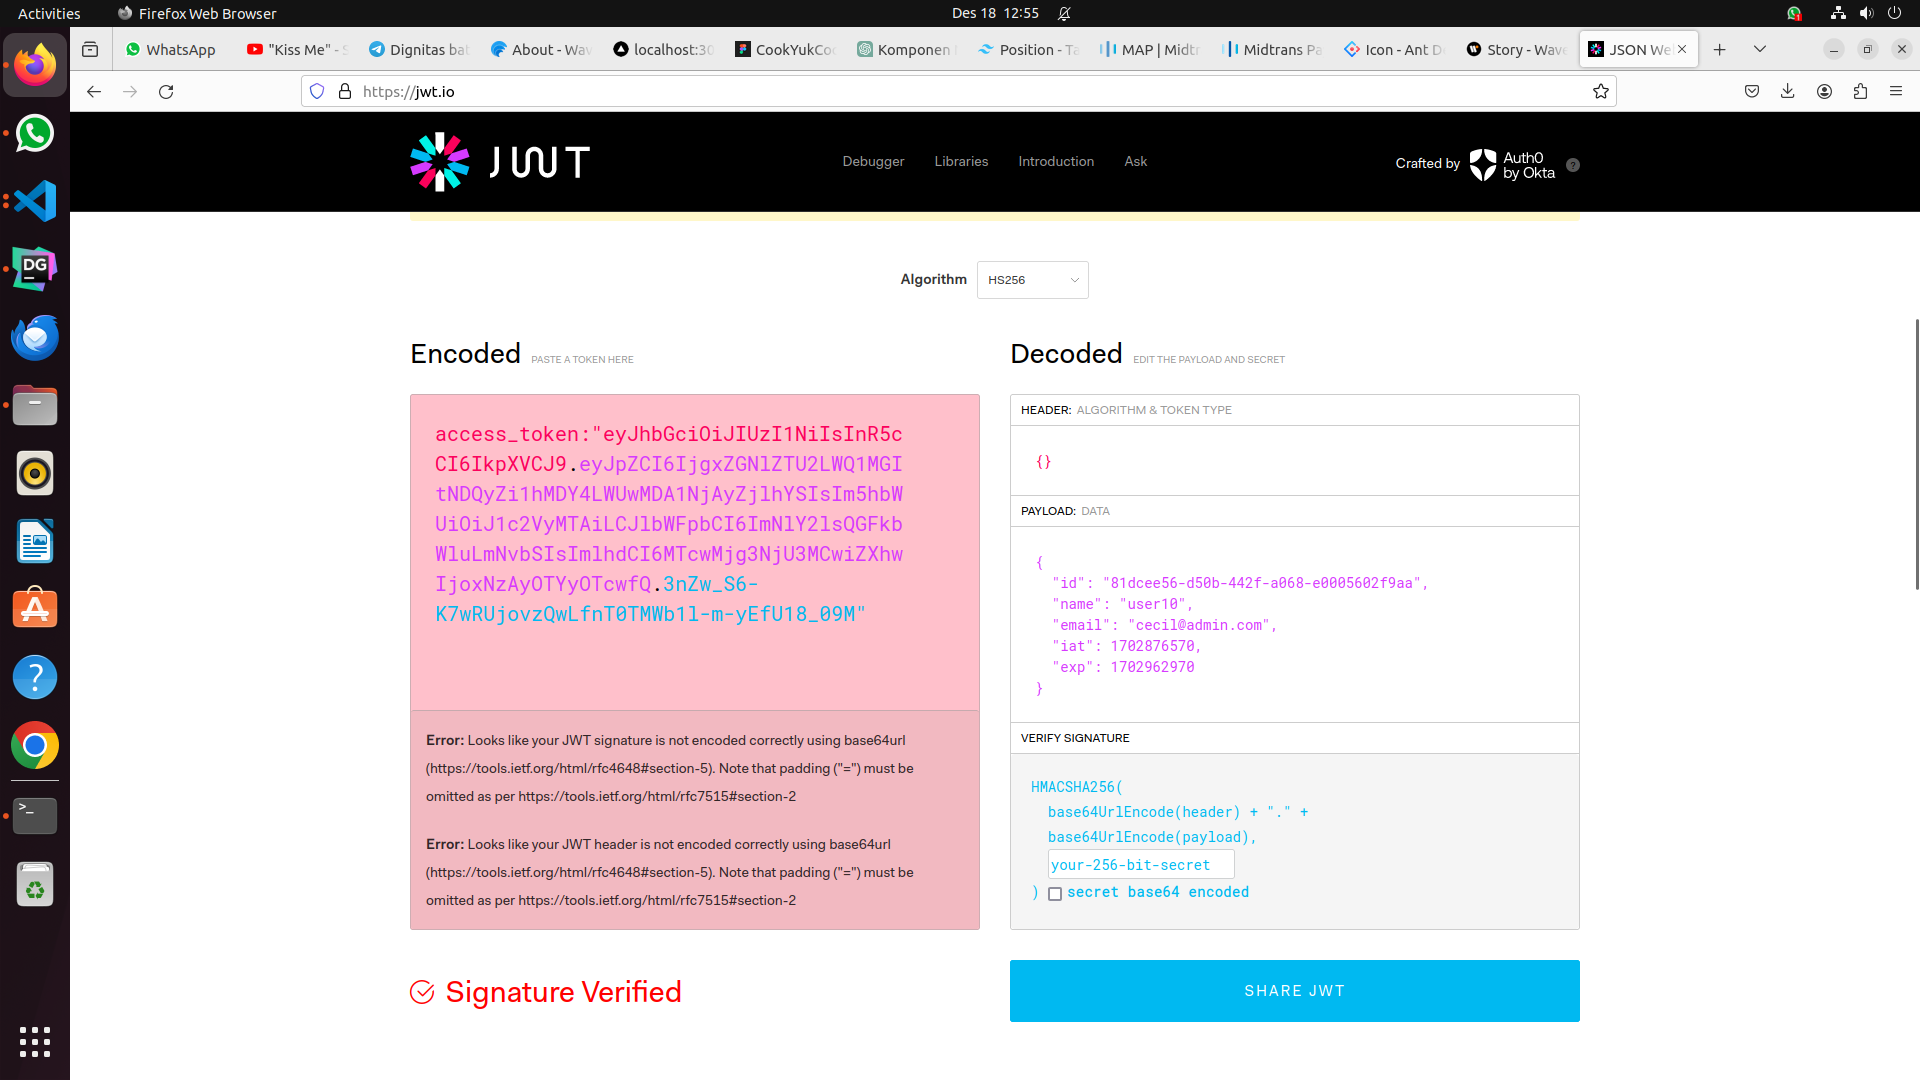 Activities
Firefox Web Browser
Des 18 12:55
WhatsApp
"Kiss Me" - S
Dignitas bat
About - Wav
localhost:30
CookYukCoo
Komponen
Position - Ta
MAP | Midtr
Midtrans Pa
Icon - Ant D
Story - Wave
JSON We
https://jwt.io
JWT
Debugger
Libraries
Introduction
Ask
Crafted by
Auth0
by Okta
?
Algorithm
HS256
Encoded PASTE A TOKEN HERE
access_token:"eyJhbGciOiJIUzI1NiIsInR5c
CI6IkpXVCJ9.eyJpZCI6IjgxZGNlZTU2LWQ1MGI
tNDQyZi1hMDY4LWUwMDA1NjAyZjlhYSIsIm5hbW
UiOiJ1c2VyMTAiLCJlbWFpbCI6ImNlY2lsQGFkb
WluLmNvbSIsImlhdCI6MTcwMjg3NjU3MCwiZXhw
IjoxNzAyOTYyOTcwfQ.3nZw_S6-
K7wRUjovzQwLfnT0TMWb1l-m-yEfU18_09M"
Error: Looks like your JWT signature is not encoded correctly using base64url
(https://tools.ietf.org/html/rfc4648#section-5). Note that padding ("=") must be
omitted as per https://tools.ietf.org/html/rfc7515#section-2
Error: Looks like your JWT header is not encoded correctly using base64url
(https://tools.ietf.org/html/rfc4648#section-5). Note that padding ("=") must be
omitted as per https://tools.ietf.org/html/rfc7515#section-2
Signature Verified
Decoded EDIT THE PAYLOAD AND SECRET
HEADER: ALGORITHM & TOKEN TYPE
{}
PAYLOAD: DATA
{
"id": "81dcee56-d50b-442f-a068-e0005602f9aa",
"name": "user10",
"email": "cecil@admin.com",
"iat": 1702876570,
"exp": 1702962970
}
VERIFY SIGNATURE
HMACSHA256(
base64UrlEncode(header) + "." +
base64UrlEncode(payload),
your-256-bit-secret
) secret base64 encoded
SHARE JWT
DG
>_
?